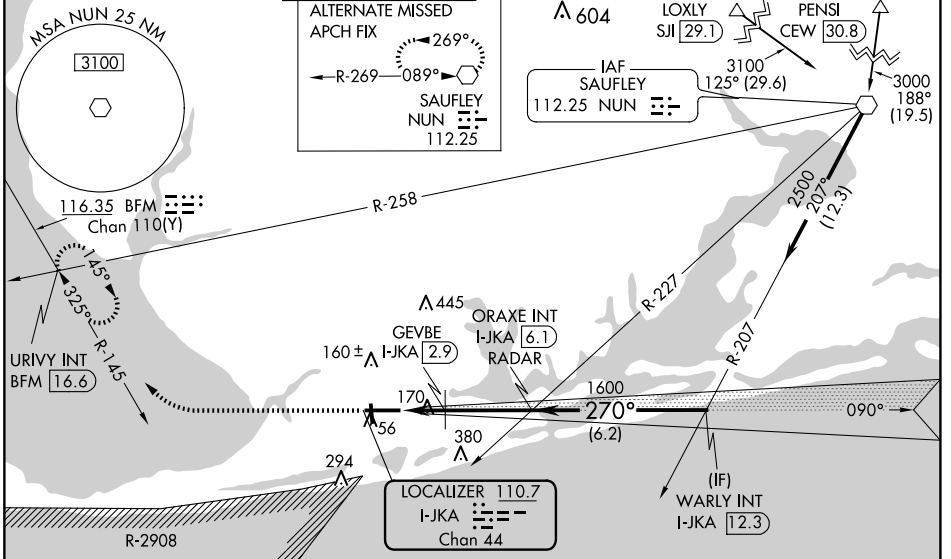 MSA NUN 25 NM
3100
116.35 BFM
Chan 110(Y)
ALTERNATE MISSED
APCH FIX
269°
R-269
089°
SAUFLEY
NUN
112.25
604
LOXLY
SJI 29.1
PENSI
CEW 30.8
3100
125° (29.6)
3000
188°
(19.5)
IAF
SAUFLEY
112.25 NUN
R-258
2500
207°
(12.3)
R-227
R-207
145°
325°
R-145
URIVY INT
BFM 16.6
445
GEVBE
I-JKA 2.9
ORAXE INT
I-JKA 6.1
RADAR
160 ±
170
56
1600
270°
(6.2)
090°
380
294
(IF)
WARLY INT
I-JKA 12.3
LOCALIZER 110.7
I-JKA
Chan 44
R-2908